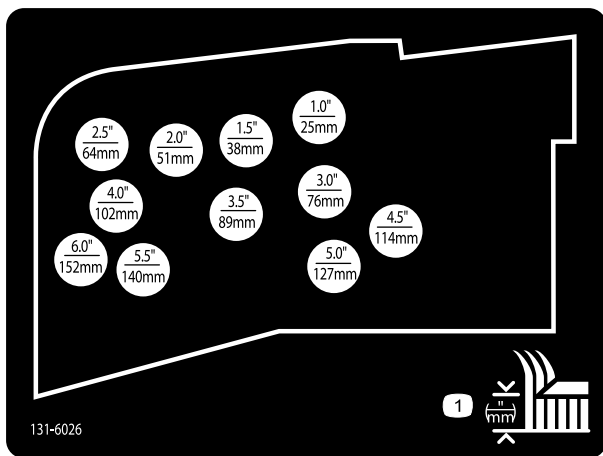 1.0"
25mm
1.5"
38mm
2.5"
64mm
2.0"
51mm
3.0"
76mm
4.0"
102mm
3.5"
89mm
4.5"
114mm
6.0"
152mm
5.5"
140mm
5.0"
127mm
1
"
(mm)
131-6026